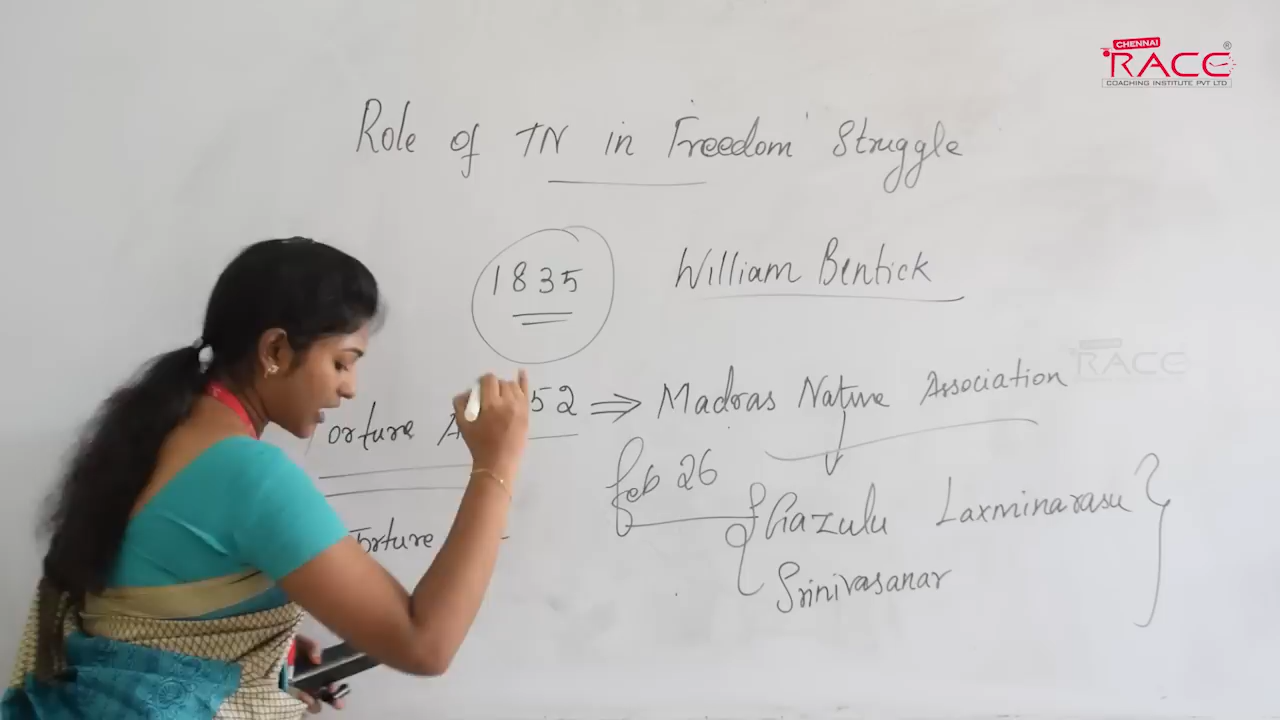 CHENNAI
RACE
COACHING INSTITUTE PVT LTD
Role of TN in Freedom Struggle
1835 William Bentick
52 ⇒ Madras Native Association
orture A
Feb 26
Gazulu Laxminarasu
Srinivasanar
Torture
RACE